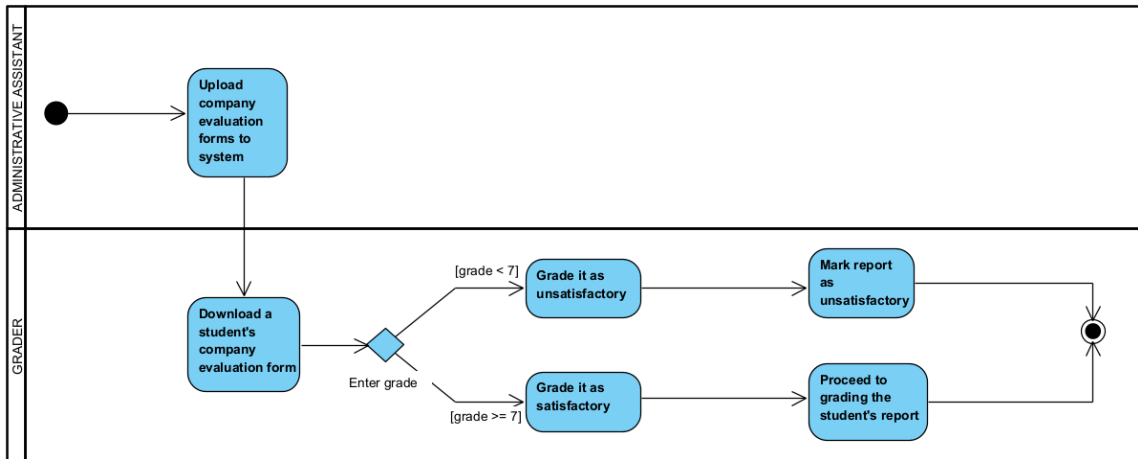 ADMINISTRATIVE ASSISTANT
Upload
company
evaluation
forms to
system
GRADER
Download a
student's
company
evaluation form
Enter grade
[grade < 7]
Grade it as
unsatisfactory
Mark report
as
unsatisfactory
[grade >= 7]
Grade it as
satisfactory
Proceed to
grading the
student's report